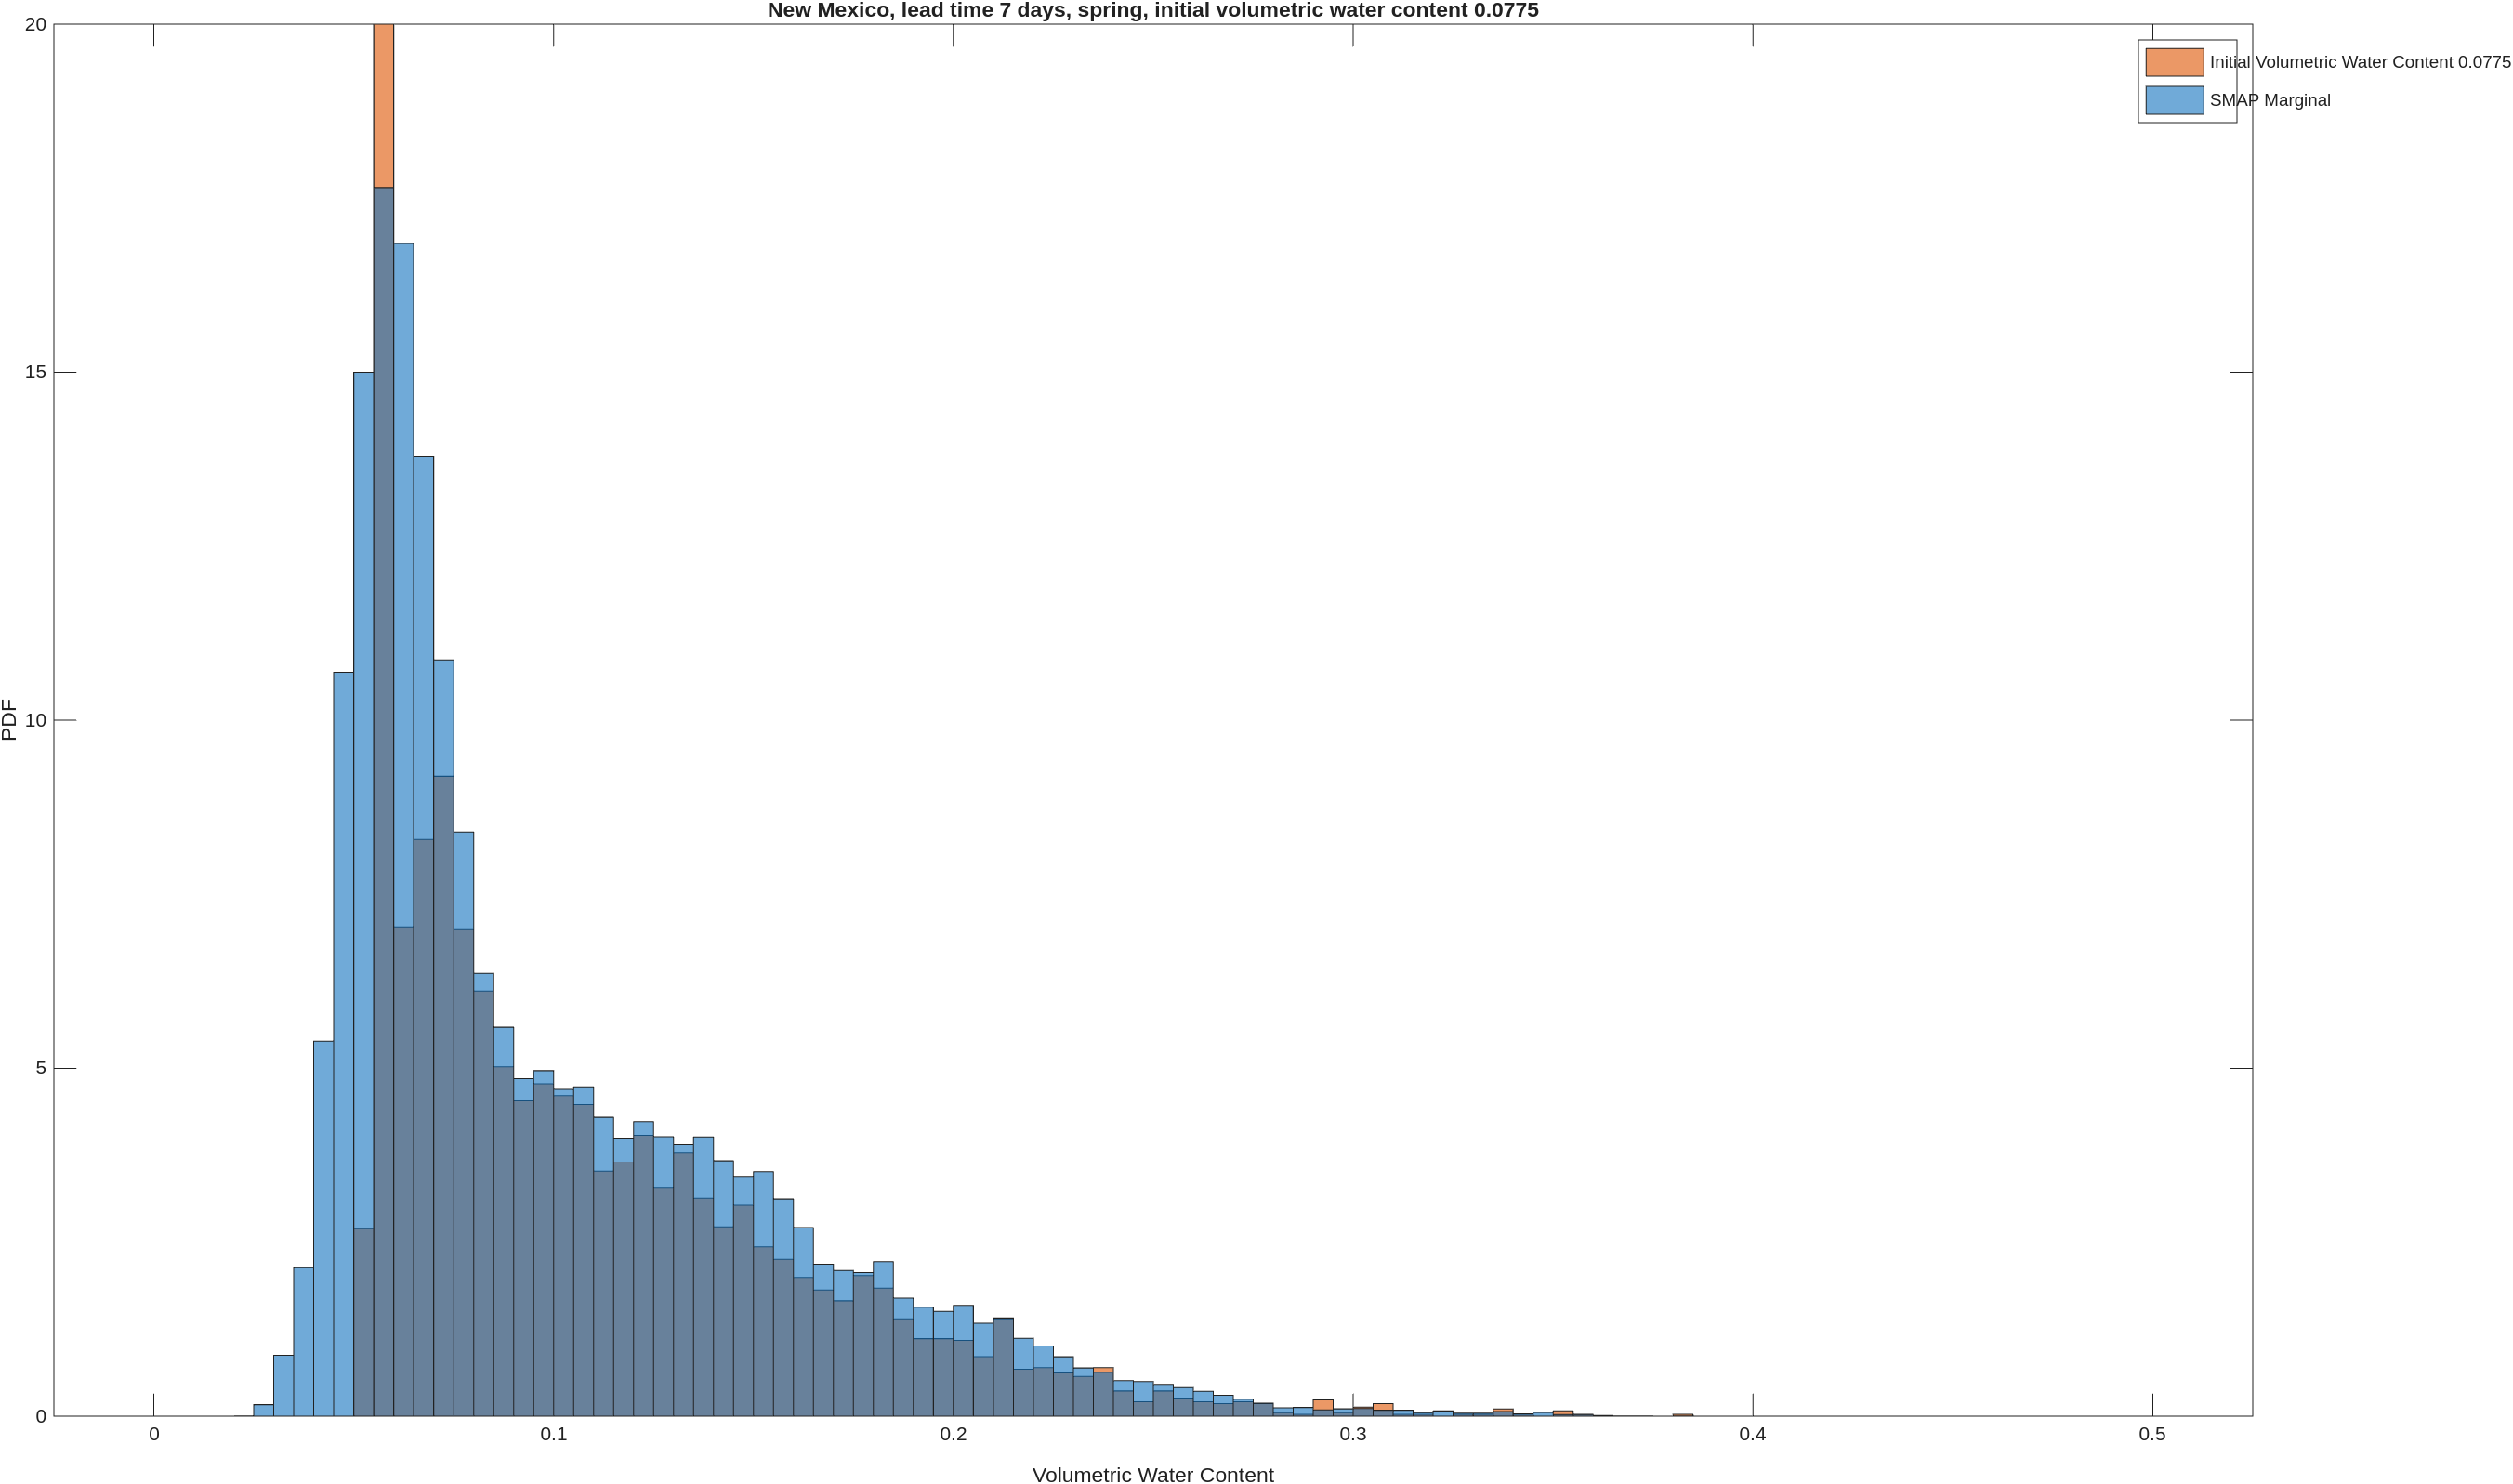 New Mexico, lead time 7 days, spring, initial volumetric water content 0.0775
Initial Volumetric Water Content 0.0775
SMAP Marginal
20
15
10
5
0
PDF
0 0.1 0.2 0.3 0.4 0.5
Volumetric Water Content